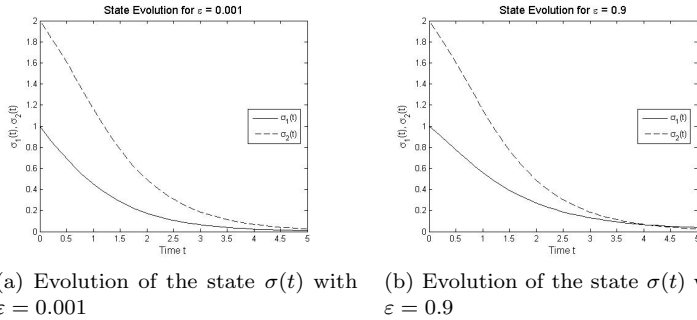 State Evolution for ε = 0.001
2
1.8
1.6
1.4
1.2
1
0.8
0.6
0.4
0.2
0
σ₁(t), σ₂(t)
σ₁(t)
σ₂(t)
0 0.5 1 1.5 2 2.5 3 3.5 4 4.5 5
Time t
State Evolution for ε = 0.9
2
1.8
1.6
1.4
1.2
1
0.8
0.6
0.4
0.2
0
σ₁(t), σ₂(t)
σ₁(t)
σ₂(t)
0 0.5 1 1.5 2 2.5 3 3.5 4 4.5 5
Time t
a) Evolution of the state σ(t) with
ε = 0.001
(b) Evolution of the state σ(t)
ε = 0.9